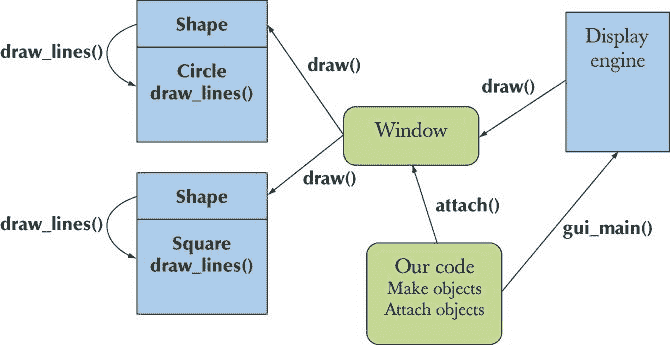 Shape
draw_lines()
Circle
draw_lines()
draw()
Display
engine
draw()
Window
draw()
Shape
draw_lines()
Square
draw_lines()
attach()
gui_main()
Our code
Make objects
Attach objects